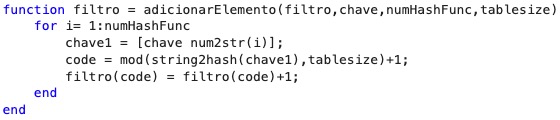 function filtro = adicionarElemento(filtro,chave,numHashFunc,tablesize)
    for i= 1:numHashFunc
        chave1 = [chave num2str(i)];
        code = mod(string2hash(chave1),tablesize)+1;
        filtro(code) = filtro(code)+1;
    end
end